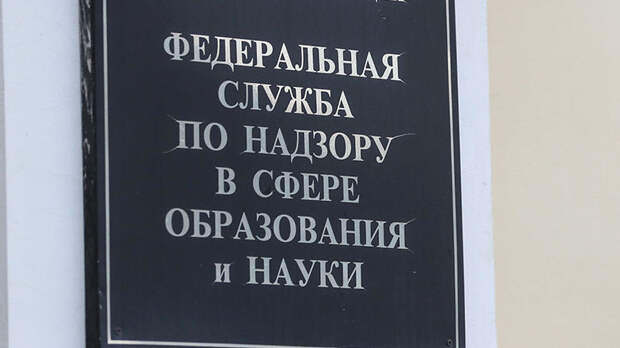 ФЕДЕРАЛЬНАЯ
СЛУЖБА
ПО НАДЗОРУ
В СФЕРЕ
ОБРАЗОВАНИЯ
и НАУКИ